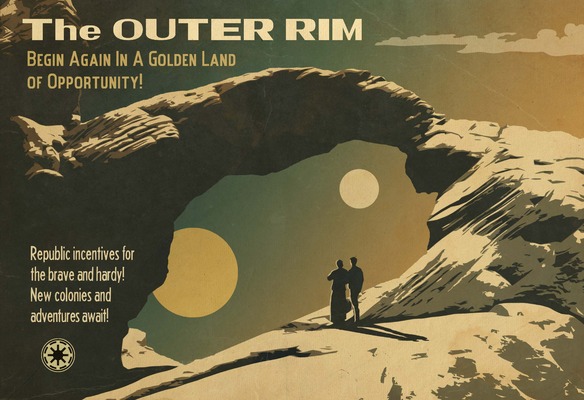 The OUTER RIM
Begin Again In A Golden Land
of Opportunity!
Republic incentives for
the brave and hardy!
New colonies and
adventures await!